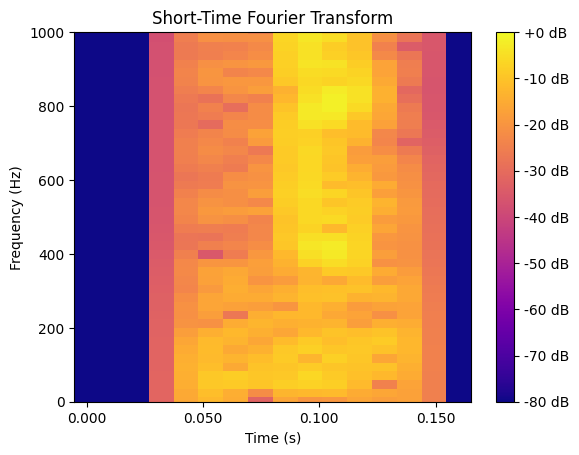 Short-Time Fourier Transform
1000
800
600
400
200
0
Frequency (Hz)
0.000
0.050
0.100
0.150
Time (s)
+0 dB
-10 dB
-20 dB
-30 dB
-40 dB
-50 dB
-60 dB
-70 dB
-80 dB